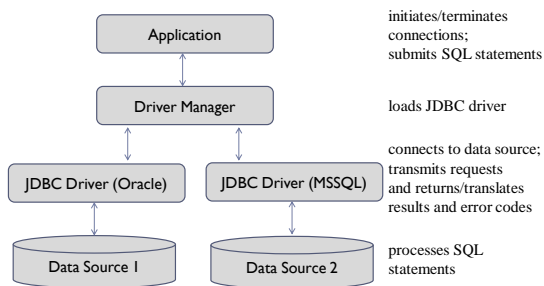 Application
initiates/terminates
connections;
submits SQL statements
Driver Manager
loads JDBC driver
JDBC Driver (Oracle)
JDBC Driver (MSSQL)
connects to data source;
transmits requests
and returns/translates
results and error codes
Data Source 1
Data Source 2
processes SQL
statements